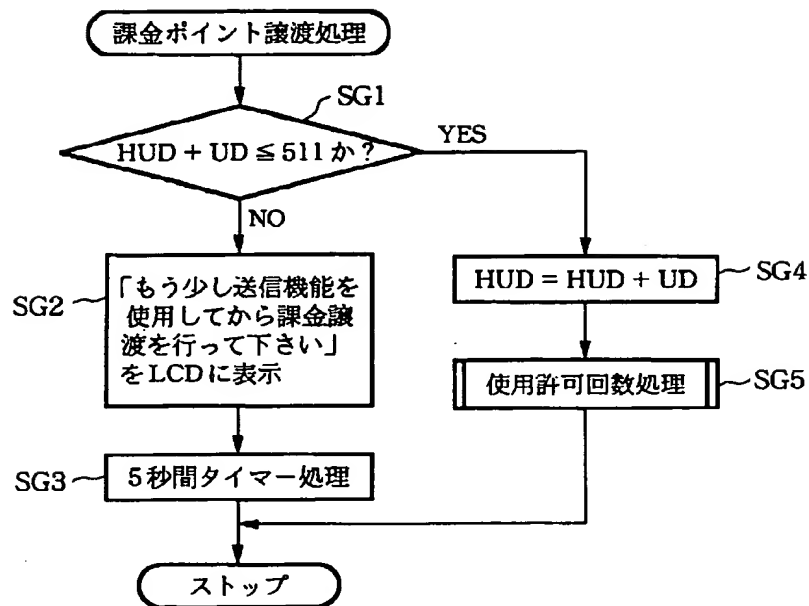 課金ポイント譲渡処理
SG1
HUD + UD ≦ 511か?
YES
NO
SG2
「もう少し送信機能を
使用してから課金譲
渡を行って下さい」
をLCDに表示
HUD = HUD + UD
SG4
使用許可回数処理
SG5
SG3
5秒間タイマー処理
ストップ